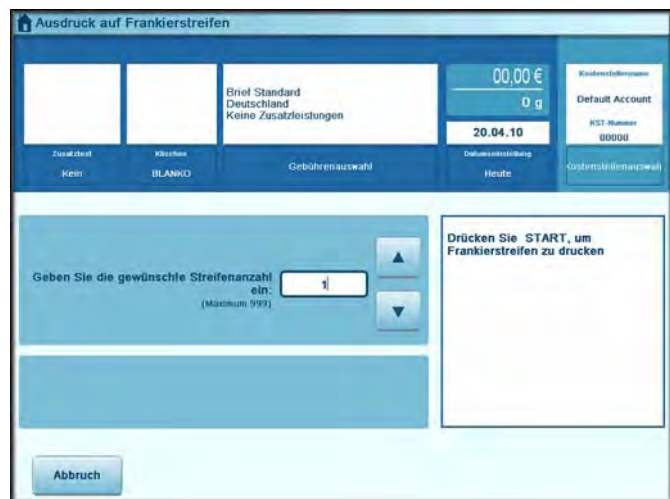 Ausdruck auf Frankierstreifen
Brief Standard
Deutschland
Keine Zusatzleistungen
00,00 €
0 g
20.04.10
Kostenstellenname
Default Account
KST-Nummer
00000
Zusatztext
Kein
Klischee
BLANKO
Gebührenauswahl
Datumseinstellung
Heute
Kostenstellenauswahl
Geben Sie die gewünschte Streifenanzahl
ein:
(Maximum 999)
1
Drücken Sie START, um
Frankierstreifen zu drucken
Abbruch